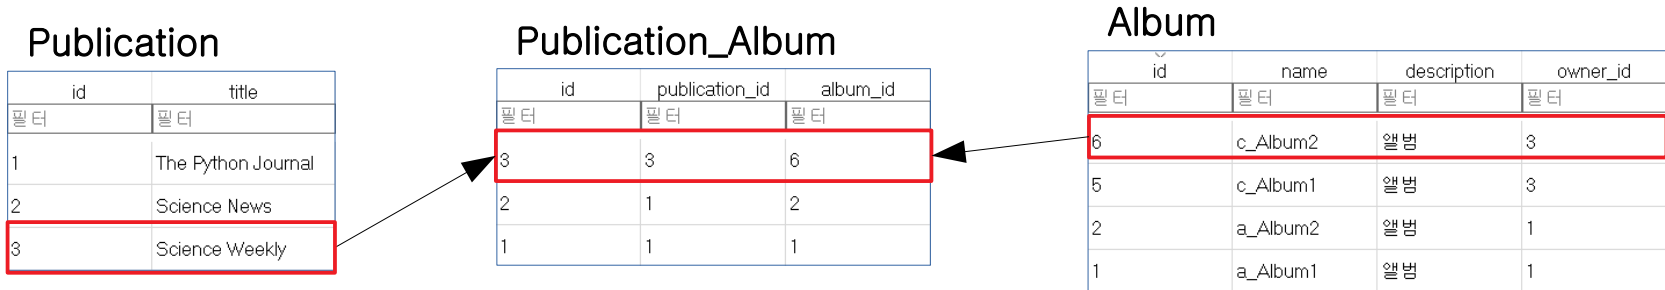 Publication
id title
필터 필터
1 The Python Journal
2 Science News
3 Science Weekly
Publication_Album
id publication_id album_id
필터 필터 필터
3 3 6
2 1 2
1 1 1
Album
id name description owner_id
필터 필터 필터 필터
6 c_Album2 앨범 3
5 c_Album1 앨범 3
2 a_Album2 앨범 1
1 a_Album1 앨범 1